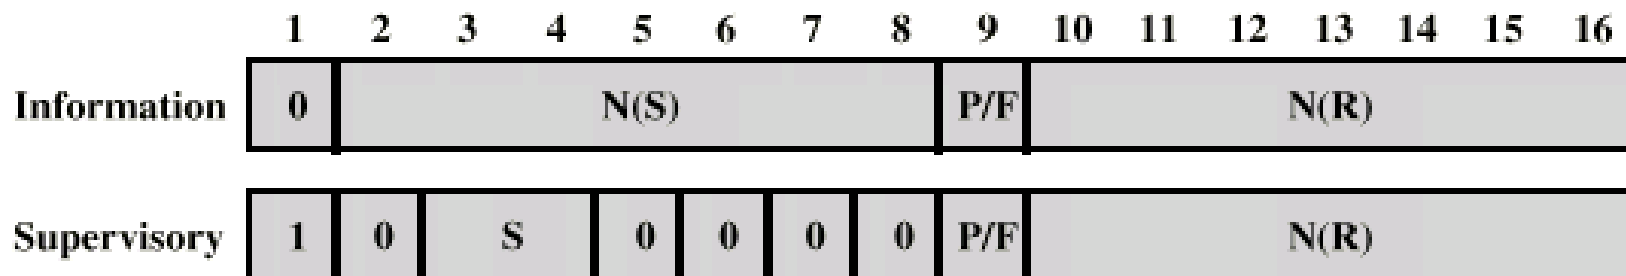 1 2 3 4 5 6 7 8 9 10 11 12 13 14 15 16
Information 0 N(S) P/F N(R)
Supervisory 1 0 S 0 0 0 0 P/F N(R)